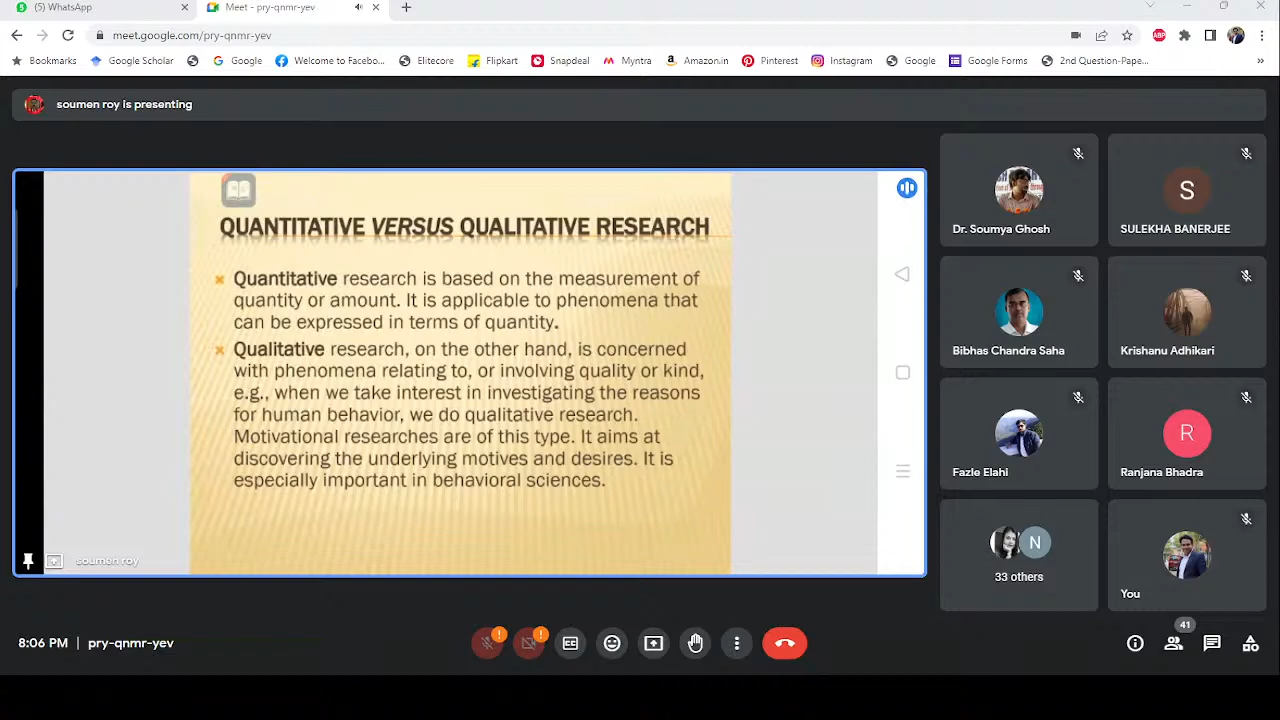 (5) WhatsApp
Meet - pry-qnmr-yev
meet.google.com/pry-qnmr-yev
Bookmarks Google Scholar Google Welcome to Facebo... Elitecore Flipkart Snapdeal Myntra Amazon.in Pinterest Instagram Google Google Forms 2nd Question-Pape... »
soumen roy is presenting
QUANTITATIVE VERSUS QUALITATIVE RESEARCH
Quantitative research is based on the measurement of
quantity or amount. It is applicable to phenomena that
can be expressed in terms of quantity.
Qualitative research, on the other hand, is concerned
with phenomena relating to, or involving quality or kind,
e.g., when we take interest in investigating the reasons
for human behavior, we do qualitative research.
Motivational researches are of this type. It aims at
discovering the underlying motives and desires. It is
especially important in behavioral sciences.
soumen roy
Dr. Soumya Ghosh
S
SULEKHA BANERJEE
Bibhas Chandra Saha
Krishanu Adhikari
Fazle Elahi
R
Ranjana Bhadra
N
33 others
You
8:06 PM | pry-qnmr-yev
41